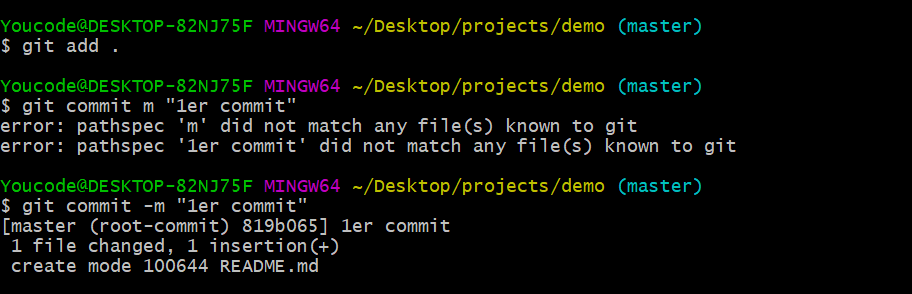 Youcode@DESKTOP-82NJ75F MINGW64 ~/Desktop/projects/demo (master)
$ git add .
Youcode@DESKTOP-82NJ75F MINGW64 ~/Desktop/projects/demo (master)
$ git commit m "1er commit"
error: pathspec 'm' did not match any file(s) known to git
error: pathspec '1er commit' did not match any file(s) known to git
Youcode@DESKTOP-82NJ75F MINGW64 ~/Desktop/projects/demo (master)
$ git commit -m "1er commit"
[master (root-commit) 819b065] 1er commit
 1 file changed, 1 insertion(+)
 create mode 100644 README.md